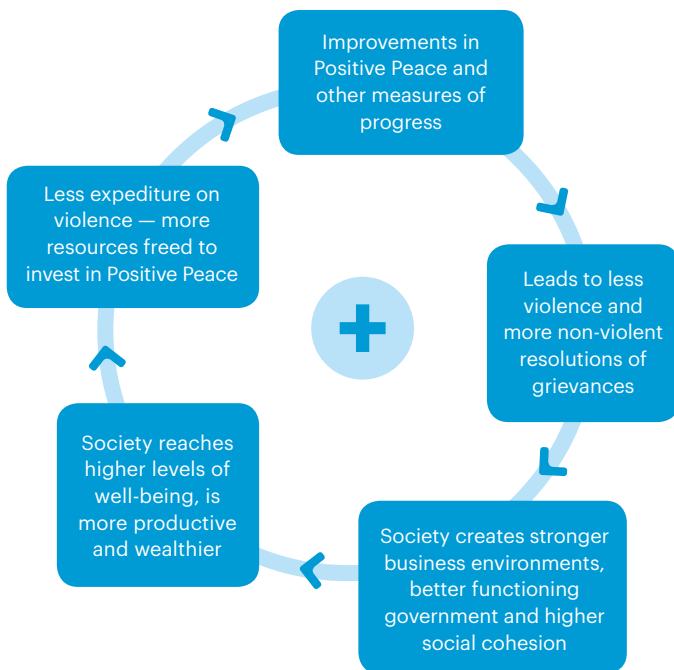 Improvements in
Positive Peace and
other measures of
progress
Leads to less
violence and
more non-violent
resolutions of
grievances
Society creates stronger
business environments,
better functioning
government and higher
social cohesion
Society reaches
higher levels of
well-being, is
more productive
and wealthier
Less expediture on
violence — more
resources freed to
invest in Positive Peace